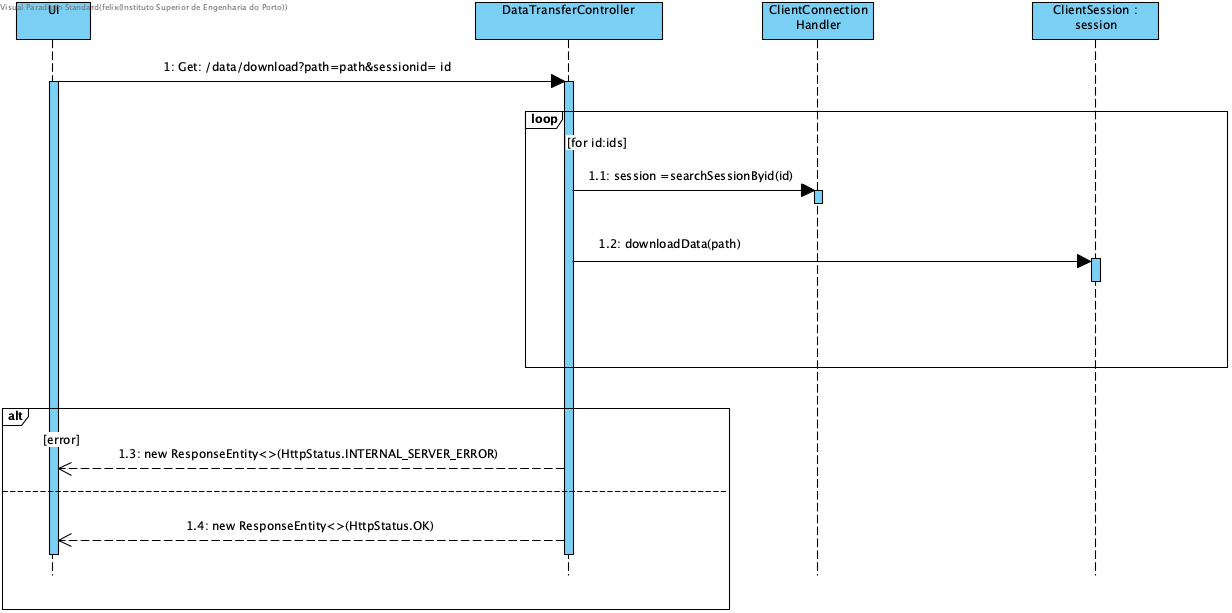 Visual Paradigm Standard(felix(Instituto Superior de Engenharia do Porto))
UI
DataTransferController
ClientConnection
Handler
ClientSession :
session
1: Get: /data/download?path=path&sessionid= id
loop
[for id:ids]
1.1: session =searchSessionByid(id)
1.2: downloadData(path)
alt
[error]
1.3: new ResponseEntity<>(HttpStatus.INTERNAL_SERVER_ERROR)
1.4: new ResponseEntity<>(HttpStatus.OK)